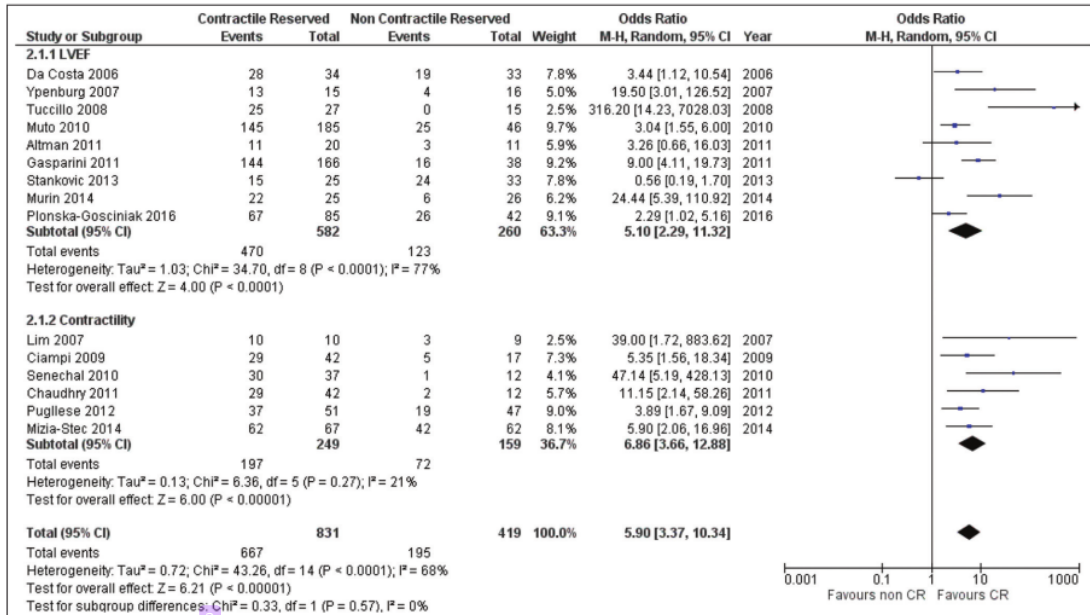 Contractile Reserved Non Contractile Reserved Odds Ratio Odds Ratio
Study or Subgroup Events Total Events Total Weight M-H, Random, 95% CI Year M-H, Random, 95% CI
2.1.1 LVEF
Da Costa 2006 28 34 19 33 7.8% 3.44 [1.12, 10.54] 2006
Ypenburg 2007 13 15 4 16 5.0% 19.50 [3.01, 126.52] 2007
Tuccillo 2008 25 27 0 15 2.5% 316.20 [14.23, 7028.03] 2008
Muto 2010 145 185 25 46 9.7% 3.04 [1.55, 6.00] 2010
Altman 2011 11 20 3 11 5.9% 3.26 [0.66, 16.03] 2011
Gasparini 2011 144 166 16 38 9.2% 9.00 [4.11, 19.73] 2011
Stankovic 2013 15 25 24 33 7.8% 0.56 [0.19, 1.70] 2013
Murin 2014 22 25 6 26 6.2% 24.44 [5.39, 110.92] 2014
Plonska-Gosciniak 2016 67 85 26 42 9.1% 2.29 [1.02, 5.16] 2016
Subtotal (95% CI) 582 260 63.3% 5.10 [2.29, 11.32]
Total events 470 123
Heterogeneity: Tau² = 1.03; Chi² = 34.70, df = 8 (P < 0.0001); I² = 77%
Test for overall effect: Z = 4.00 (P < 0.0001)
2.1.2 Contractility
Lim 2007 10 10 3 9 2.5% 39.00 [1.72, 883.62] 2007
Ciampi 2009 29 42 5 17 7.3% 5.35 [1.56, 18.34] 2009
Senechal 2010 30 37 1 12 4.1% 47.14 [5.19, 428.13] 2010
Chaudhry 2011 29 42 2 12 5.7% 11.15 [2.14, 58.26] 2011
Pugllese 2012 37 51 19 47 9.0% 3.89 [1.67, 9.09] 2012
Mizia-Stec 2014 62 67 42 62 8.1% 5.90 [2.06, 16.96] 2014
Subtotal (95% CI) 249 159 36.7% 6.86 [3.66, 12.88]
Total events 197 72
Heterogeneity: Tau² = 0.13; Chi² = 6.36, df = 5 (P = 0.27); I² = 21%
Test for overall effect: Z = 6.00 (P < 0.00001)
Total (95% CI) 831 419 100.0% 5.90 [3.37, 10.34]
Total events 667 195
Heterogeneity: Tau² = 0.72; Chi² = 43.26, df = 14 (P < 0.0001); I² = 68%
Test for overall effect: Z = 6.21 (P < 0.00001)
Test for subgroup differences: Chi² = 0.33, df = 1 (P = 0.57), I² = 0%
0.001 0.1 1 10 1000
Favours non CR Favours CR